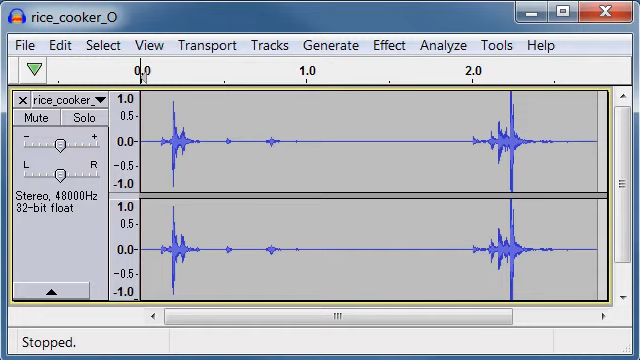 rice_cooker_O
File Edit Select View Transport Tracks Generate Effect Analyze Tools Help
0.0 1.0 2.0
rice_cooker_
Mute Solo
- +
L R
Stereo, 48000Hz
32-bit float
1.0
0.5
0.0
-0.5
-1.0
1.0
0.5
0.0
-0.5
-1.0
Stopped.